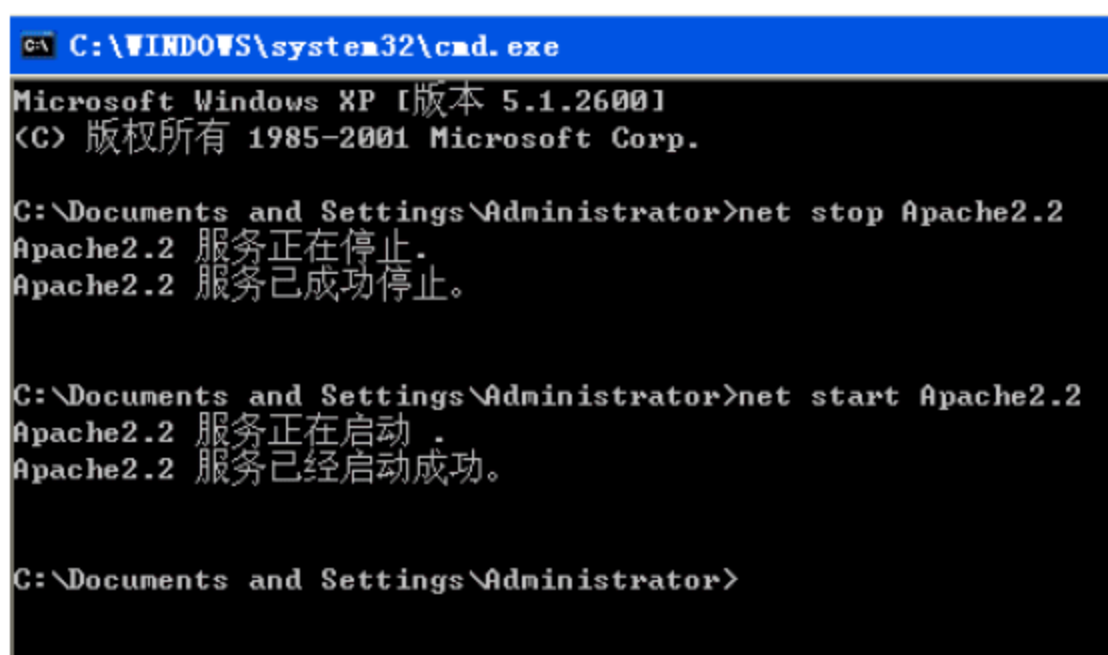 C:\WINDOWS\system32\cmd.exe
Microsoft Windows XP [版本 5.1.2600]
(C) 版权所有 1985-2001 Microsoft Corp.
C:\Documents and Settings\Administrator>net stop Apache2.2
Apache2.2 服务正在停止.
Apache2.2 服务已成功停止。
C:\Documents and Settings\Administrator>net start Apache2.2
Apache2.2 服务正在启动 .
Apache2.2 服务已经启动成功。
C:\Documents and Settings\Administrator>